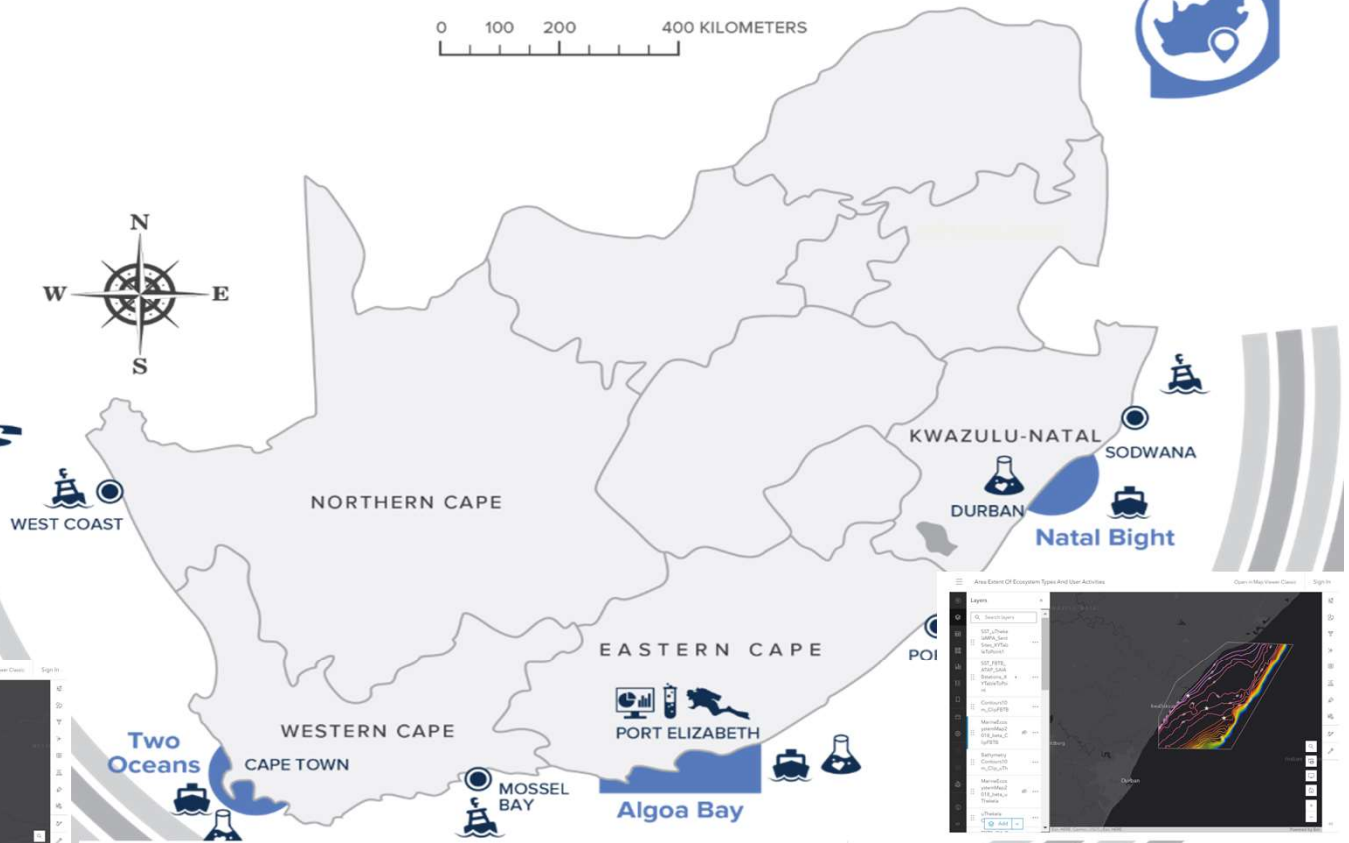 0 100 200 400 KILOMETERS
N
W E
S
KWAZULU-NATAL
SODWANA
NORTHERN CAPE
DURBAN
WEST COAST
Natal Bight
Area Extent Of Ecosystem Types And User Activities
Open in Map Viewer Classic
Sign In
Layers
Search layers
EASTERN CAPE
Sign In
PORT ELIZABETH
WESTERN CAPE
Two
Oceans
CAPE TOWN
MOSSEL
BAY
Algoa Bay
Durban
Add